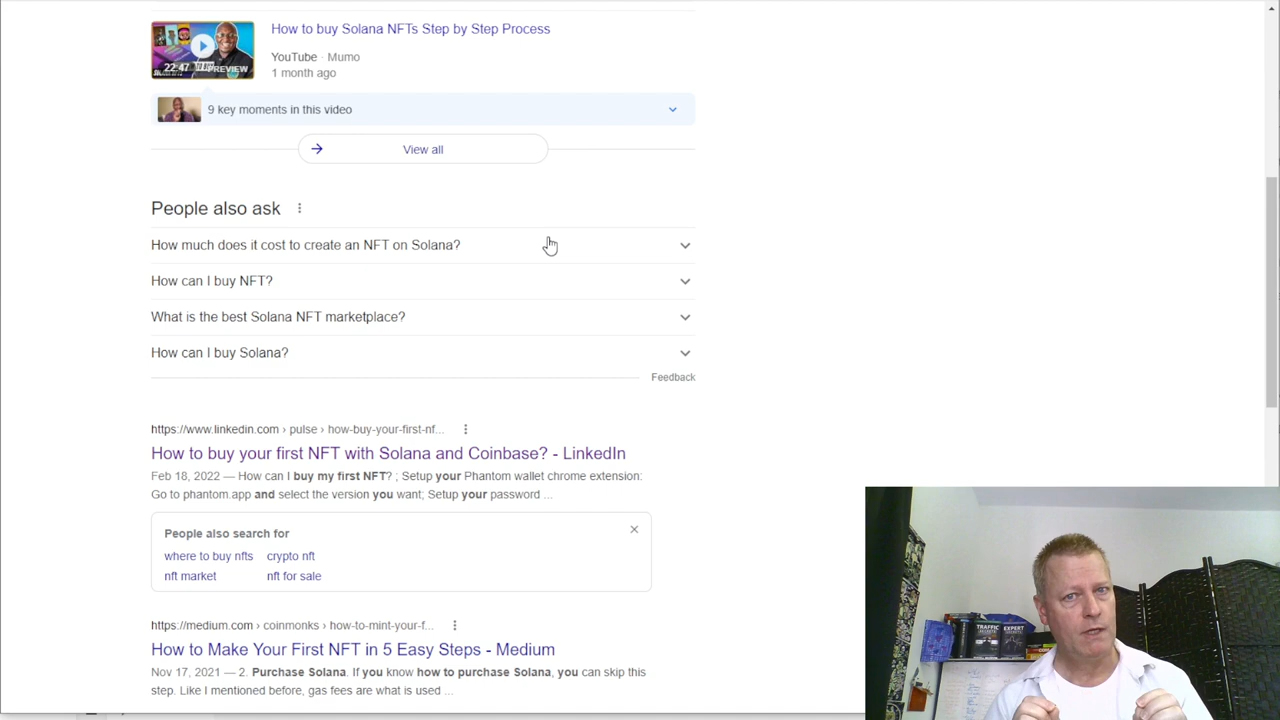 How to buy Solana NFTs Step by Step Process
22:47
PREVIEW
YouTube · Mumo
1 month ago
9 key moments in this video
View all
People also ask
How much does it cost to create an NFT on Solana?
How can I buy NFT?
What is the best Solana NFT marketplace?
How can I buy Solana?
Feedback
https://www.linkedin.com › pulse › how-buy-your-first-nf...
How to buy your first NFT with Solana and Coinbase? - LinkedIn
Feb 18, 2022 — How can I buy my first NFT? ; Setup your Phantom wallet chrome extension:
Go to phantom.app and select the version you want; Setup your password ...
People also search for
where to buy nfts crypto nft
nft market nft for sale
https://medium.com › coinmonks › how-to-mint-your-f...
How to Make Your First NFT in 5 Easy Steps - Medium
Nov 17, 2021 — 2. Purchase Solana. If you know how to purchase Solana, you can skip this
step. Like I mentioned before, gas fees are what is used ...
TRAFFIC
SECRETS
EXPERT
SECRETS